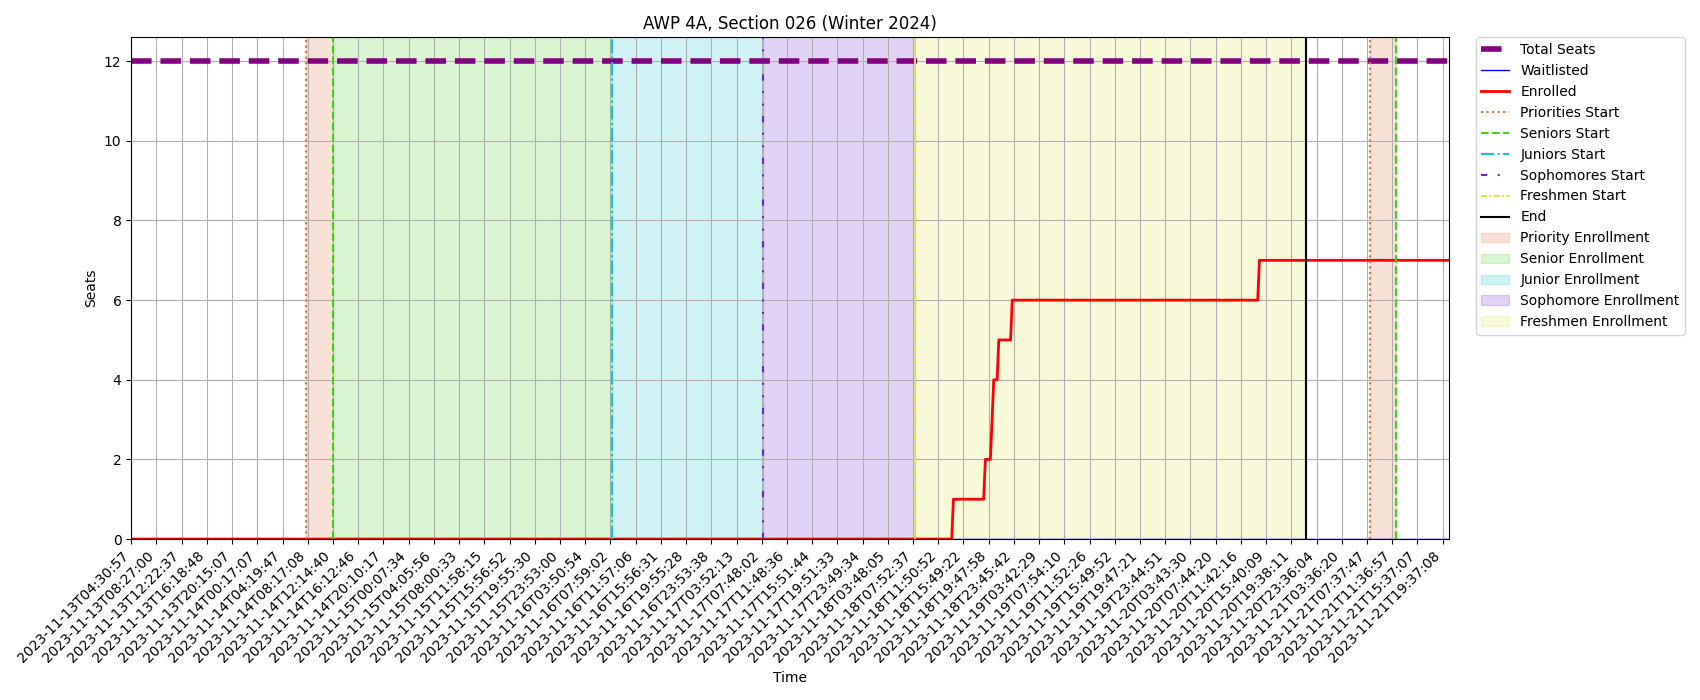 AWP 4A, Section 026 (Winter 2024)
Seats
12
10
8
6
4
2
0
2023-11-13T04:30:57
2023-11-13T08:27:00
2023-11-13T12:22:37
2023-11-13T16:18:48
2023-11-13T20:15:07
2023-11-14T00:17:07
2023-11-14T04:19:47
2023-11-14T08:17:08
2023-11-14T12:14:40
2023-11-14T16:12:46
2023-11-14T20:10:17
2023-11-15T00:07:34
2023-11-15T04:05:56
2023-11-15T08:00:33
2023-11-15T11:58:15
2023-11-15T15:56:52
2023-11-15T19:55:30
2023-11-15T23:53:00
2023-11-16T03:50:54
2023-11-16T07:59:02
2023-11-16T11:57:06
2023-11-16T15:56:31
2023-11-16T19:55:28
2023-11-16T23:53:38
2023-11-17T03:52:13
2023-11-17T07:48:02
2023-11-17T11:48:36
2023-11-17T15:51:44
2023-11-17T19:51:33
2023-11-17T23:49:34
2023-11-18T03:48:05
2023-11-18T07:52:37
2023-11-18T11:50:52
2023-11-18T15:49:22
2023-11-18T19:47:58
2023-11-18T23:45:42
2023-11-19T03:42:29
2023-11-19T07:54:10
2023-11-19T11:52:26
2023-11-19T15:49:52
2023-11-19T19:47:21
2023-11-19T23:44:51
2023-11-20T03:43:30
2023-11-20T07:44:20
2023-11-20T11:42:16
2023-11-20T15:40:09
2023-11-20T19:38:11
2023-11-20T23:36:04
2023-11-21T03:36:20
2023-11-21T07:37:47
2023-11-21T11:36:57
2023-11-21T15:37:07
2023-11-21T19:37:08
Time
Total Seats
Waitlisted
Enrolled
Priorities Start
Seniors Start
Juniors Start
Sophomores Start
Freshmen Start
End
Priority Enrollment
Senior Enrollment
Junior Enrollment
Sophomore Enrollment
Freshmen Enrollment